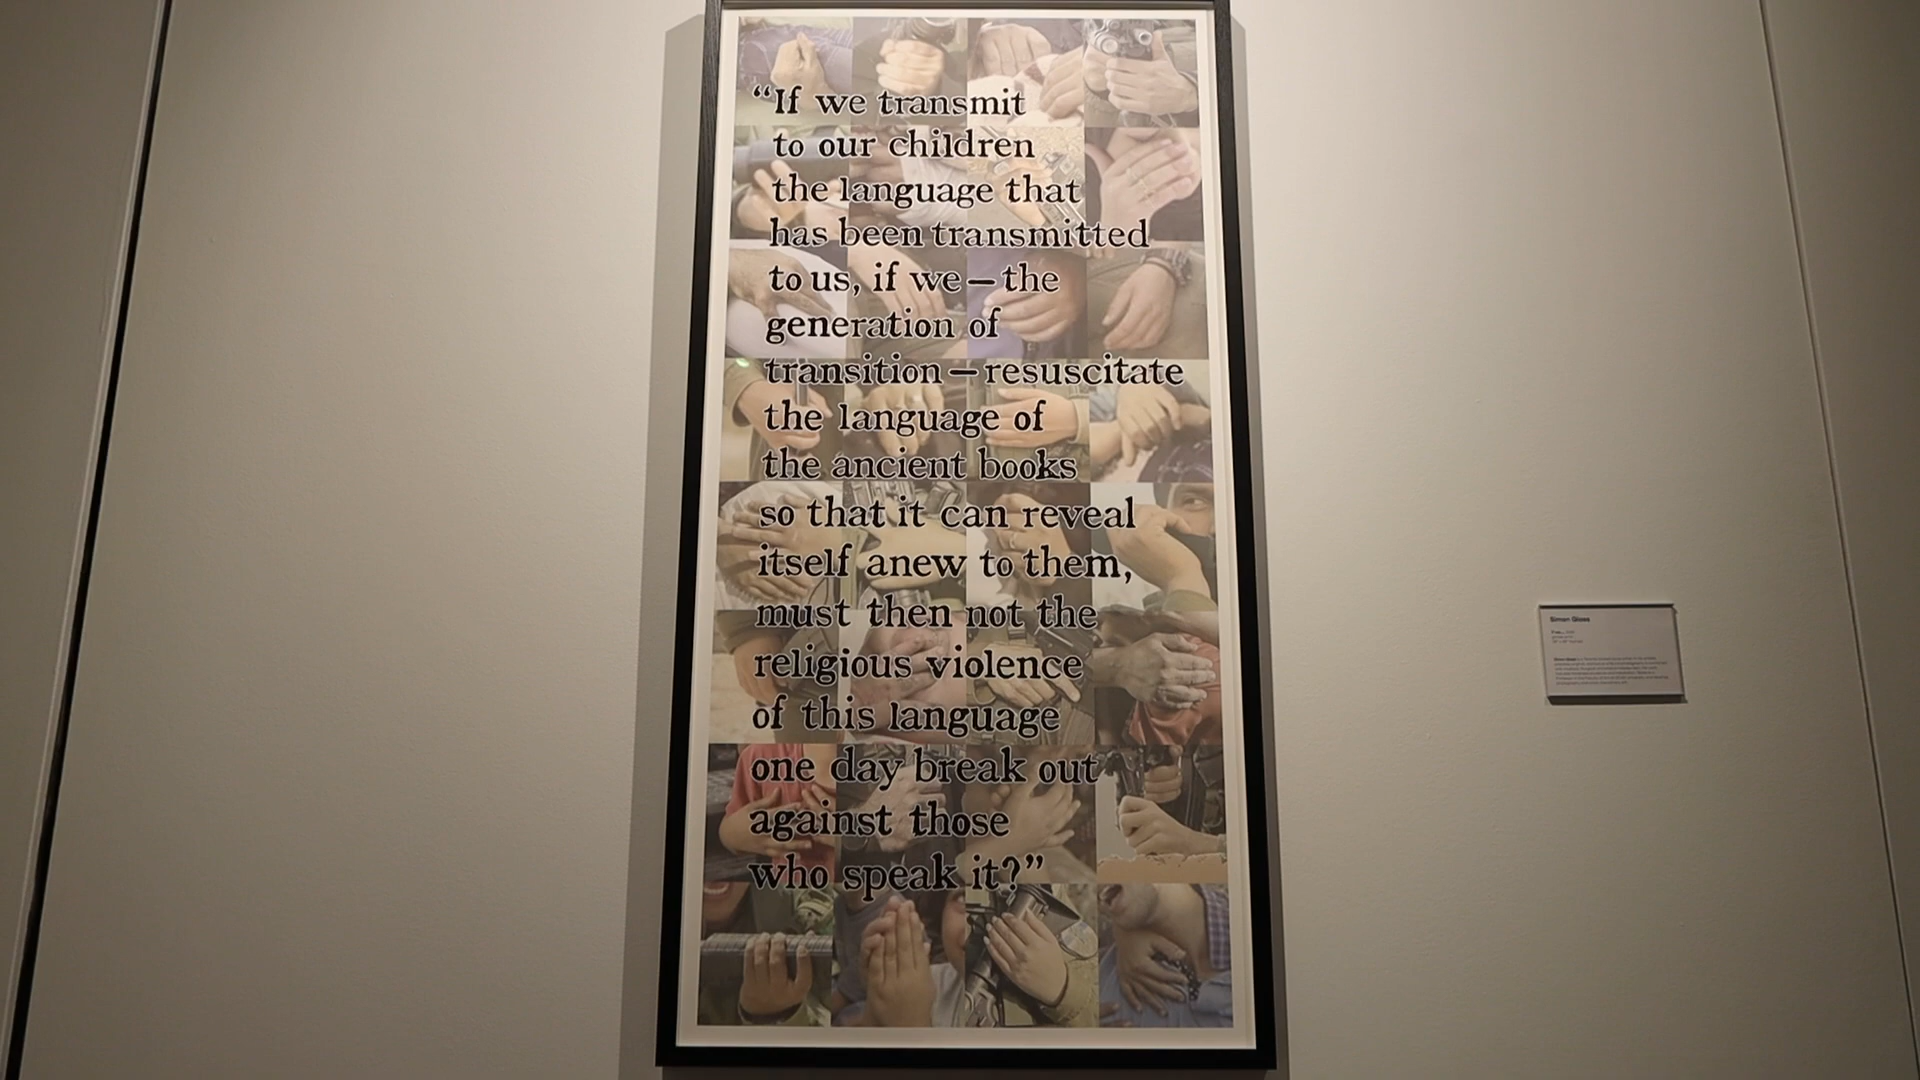 “If we transmit
to our children
the language that
has been transmitted
to us, if we—the
generation of
transition—resuscitate
the language of
the ancient books
so that it can reveal
itself anew to them,
must then not the
religious violence
of this language
one day break out
against those
who speak it?”
Simon Glass